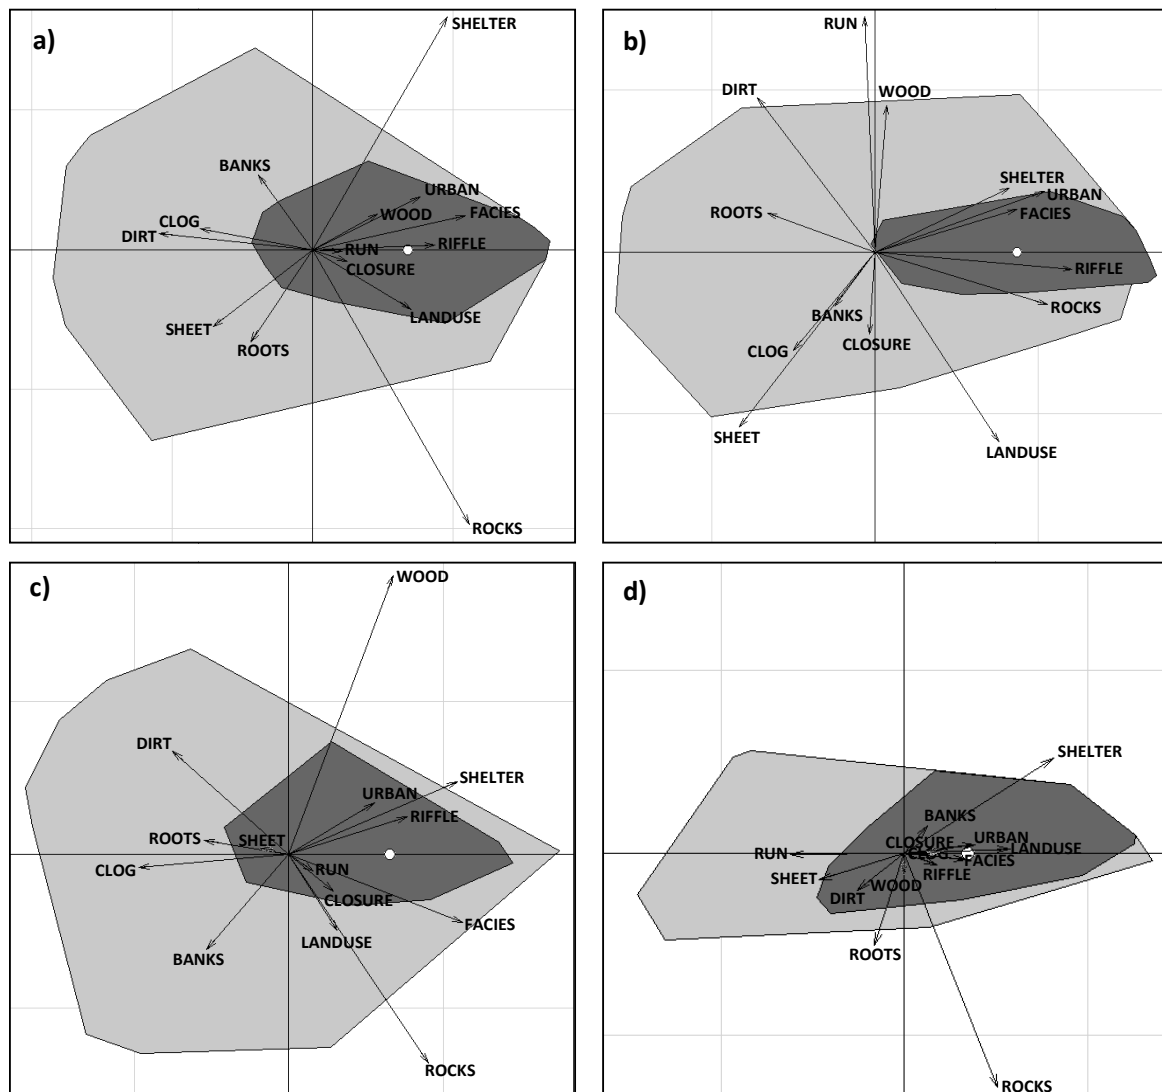 a)
SHELTER
BANKS
URBAN
WOOD
FACIES
CLOG
DIRT
RUN
RIFFLE
CLOSURE
LANDUSE
SHEET
ROOTS
ROCKS
b)
RUN
DIRT
WOOD
SHELTER
URBAN
ROOTS
FACIES
RIFFLE
ROCKS
BANKS
CLOSURE
CLOG
SHEET
LANDUSE
c)
WOOD
DIRT
SHELTER
URBAN
RIFFLE
ROOTS
SHEET
CLOG
RUN
CLOSURE
FACIES
LANDUSE
BANKS
ROCKS
d)
SHELTER
BANKS
CLOSURE
URBAN
LANDUSE
RUN
CLOG
FACIES
SHEET
RIFFLE
WOOD
DIRT
ROOTS
ROCKS